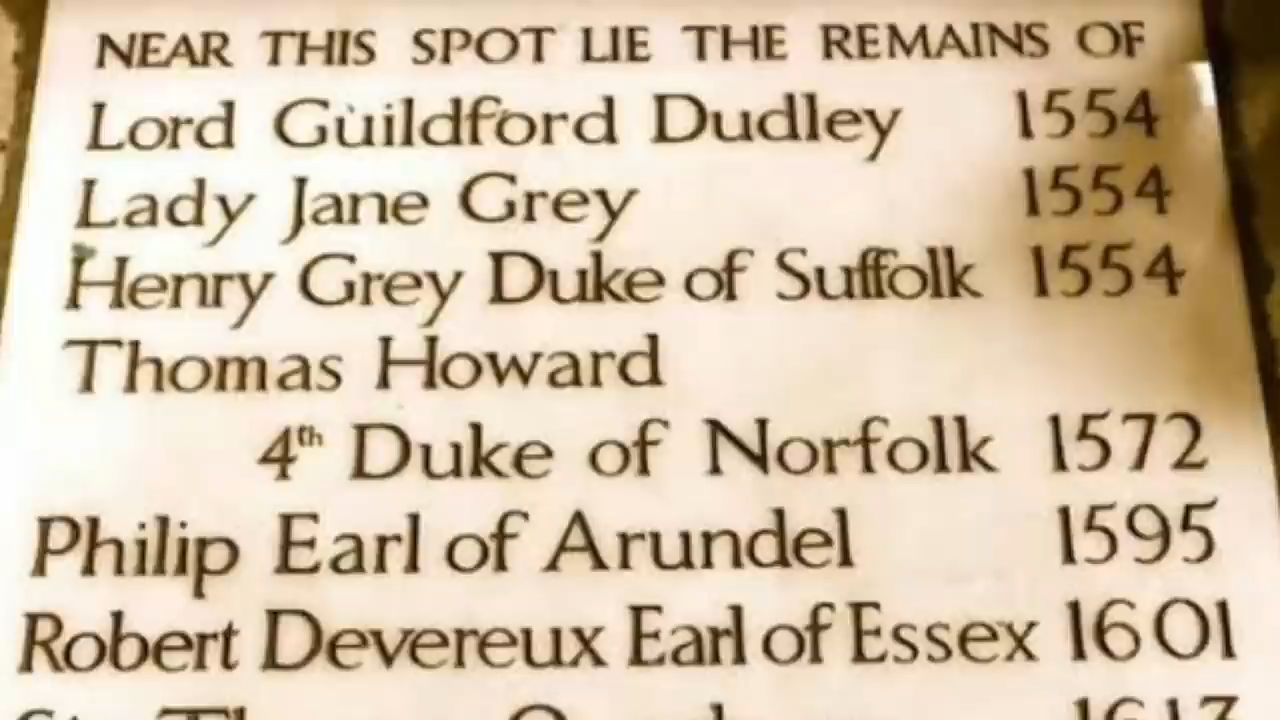 NEAR THIS SPOT LIE THE REMAINS OF
Lord Guildford Dudley 1554
Lady Jane Grey 1554
Henry Grey Duke of Suffolk 1554
Thomas Howard
4th Duke of Norfolk 1572
Philip Earl of Arundel 1595
Robert Devereux Earl of Essex 1601